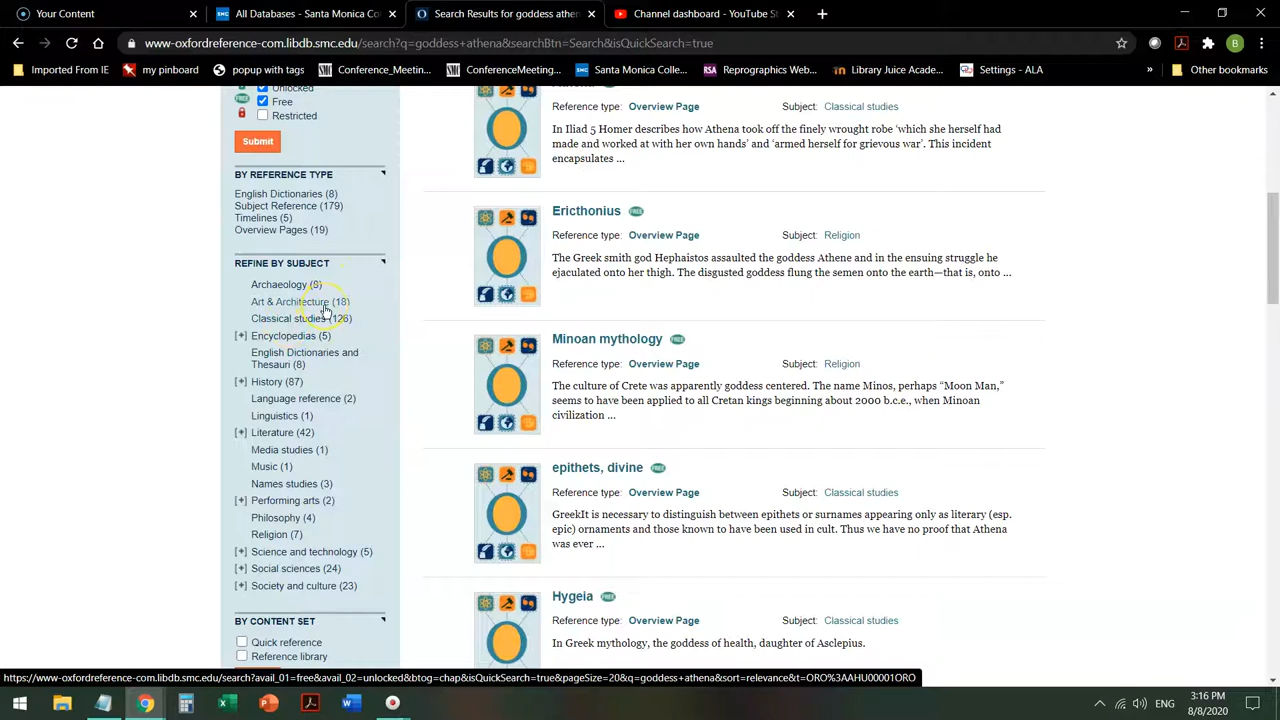 Your Content
All Databases - Santa Monica Co
Search Results for goddess athen
Channel dashboard - YouTube St
www-oxfordreference-com.libdb.smc.edu/search?q=goddess+athena&searchBtn=Search&isQuickSearch=true
B
Imported From IE
my pinboard
popup with tags
Conference_Meetin...
ConferenceMeeting...
Santa Monica Colle...
Reprographics Web...
Library Juice Acade...
Settings - ALA
»
Other bookmarks
Unlocked
FREE Free
Restricted
Submit
BY REFERENCE TYPE
English Dictionaries (8)
Subject Reference (179)
Timelines (5)
Overview Pages (19)
REFINE BY SUBJECT
Archaeology (9)
Art & Architecture (18)
Classical studies (126)
[+] Encyclopedias (5)
English Dictionaries and
Thesauri (8)
[+] History (87)
Language reference (2)
Linguistics (1)
[+] Literature (42)
Media studies (1)
Music (1)
Names studies (3)
[+] Performing arts (2)
Philosophy (4)
Religion (7)
[+] Science and technology (5)
[+] Social sciences (24)
[+] Society and culture (23)
BY CONTENT SET
Quick reference
Reference library
Reference type: Overview Page Subject: Classical studies
In Iliad 5 Homer describes how Athena took off the finely wrought robe ‘which she herself had
made and worked at with her own hands’ and ‘armed herself for grievous war’. This incident
encapsulates ...
Ericthonius FREE
Reference type: Overview Page Subject: Religion
The Greek smith god Hephaistos assaulted the goddess Athene and in the ensuing struggle he
ejaculated onto her thigh. The disgusted goddess flung the semen onto the earth—that is, onto ...
Minoan mythology FREE
Reference type: Overview Page Subject: Religion
The culture of Crete was apparently goddess centered. The name Minos, perhaps “Moon Man,”
seems to have been applied to all Cretan kings beginning about 2000 b.c.e., when Minoan
civilization ...
epithets, divine FREE
Reference type: Overview Page Subject: Classical studies
GreekIt is necessary to distinguish between epithets or surnames appearing only as literary (esp.
epic) ornaments and those known to have been used in cult. Thus we have no proof that Athena
was ever ...
Hygeia FREE
Reference type: Overview Page Subject: Classical studies
In Greek mythology, the goddess of health, daughter of Asclepius.
https://www-oxfordreference-com.libdb.smc.edu/search?avail_01=free&avail_02=unlocked&btog=chap&isQuickSearch=true&pageSize=20&q=goddess+athena&sort=relevance&t=ORO%3AAHU00001ORO
ENG
3:16 PM
8/8/2020